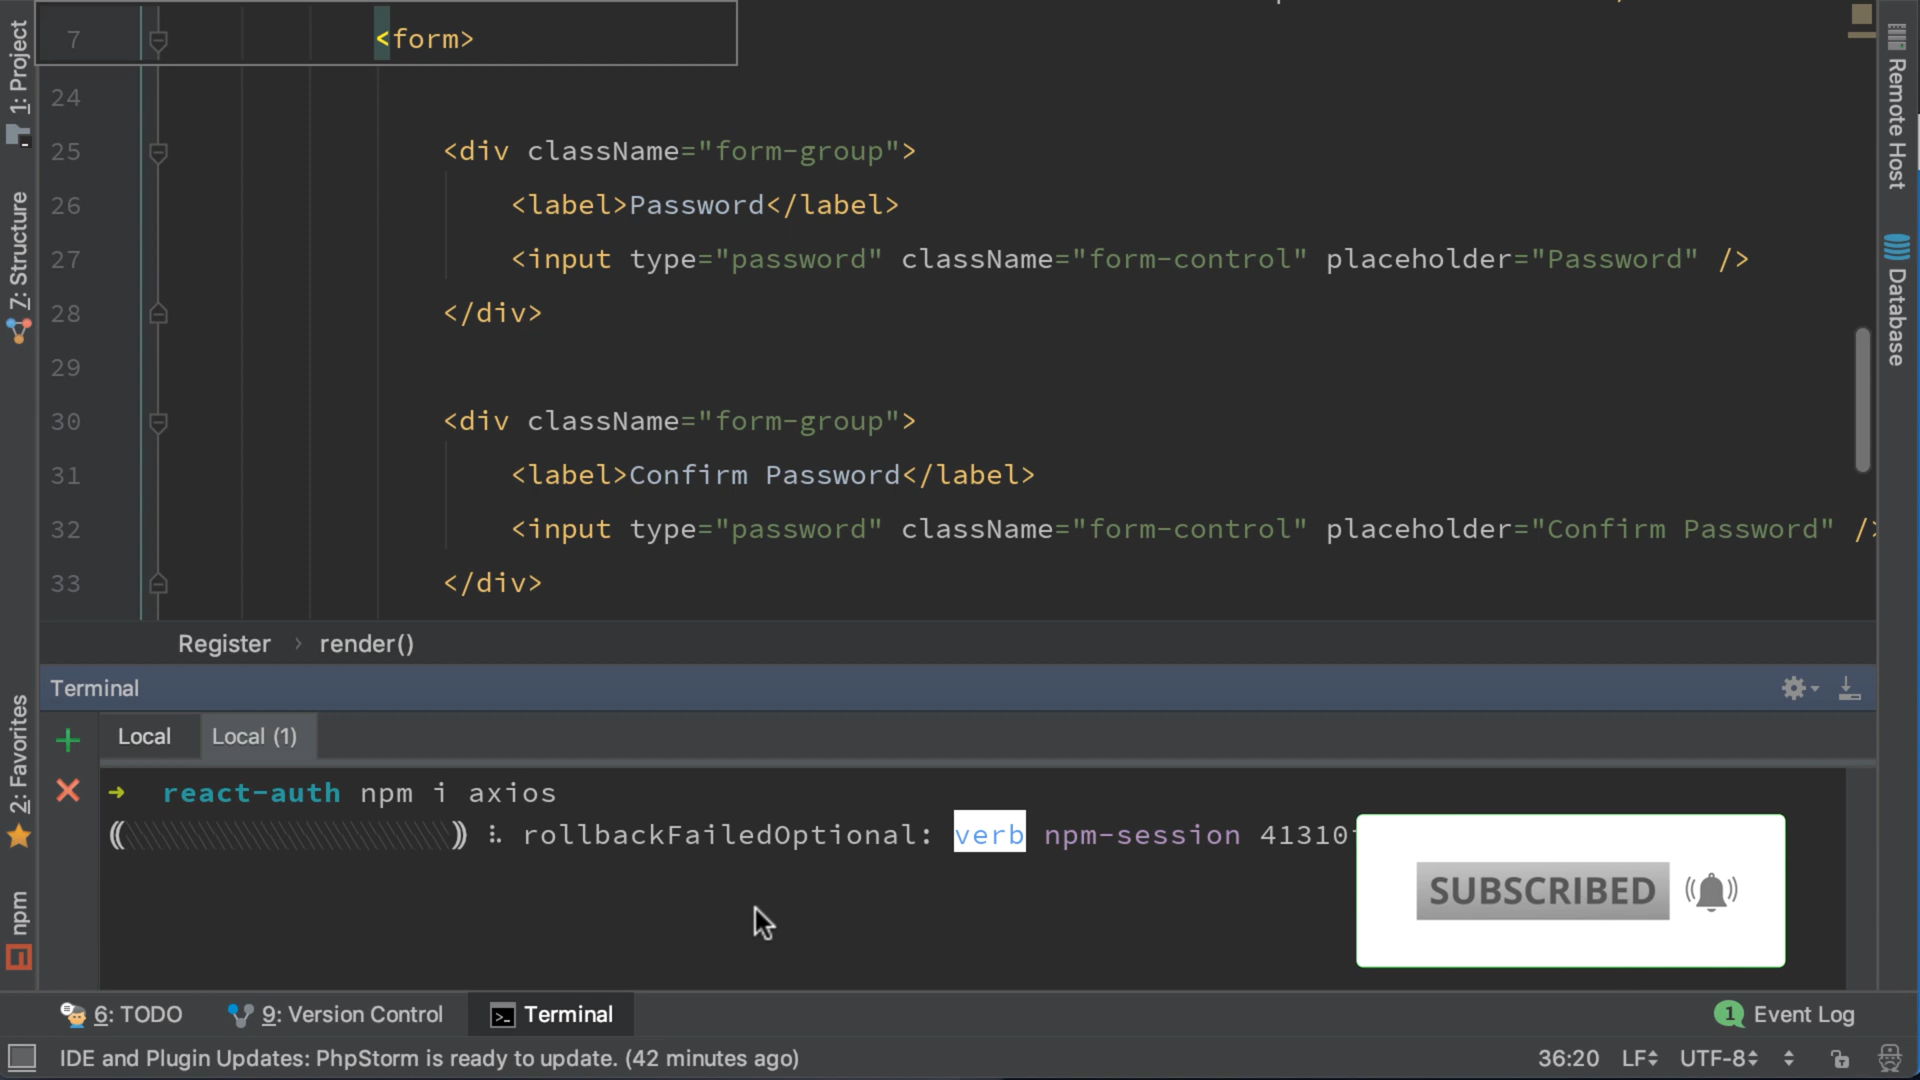 1: Project
7: Structure
2: Favorites
npm
7 <form>
24
25 <div className="form-group">
26 <label>Password</label>
27 <input type="password" className="form-control" placeholder="Password" />
28 </div>
29
30 <div className="form-group">
31 <label>Confirm Password</label>
32 <input type="password" className="form-control" placeholder="Confirm Password" />
33 </div>
Remote Host
Database
Register › render()
Terminal
Local Local (1)
→ react-auth npm i axios
rollbackFailedOptional: verb npm-session 41310
SUBSCRIBED
6: TODO 9: Version Control Terminal 1 Event Log
IDE and Plugin Updates: PhpStorm is ready to update. (42 minutes ago) 36:20 LF UTF-8